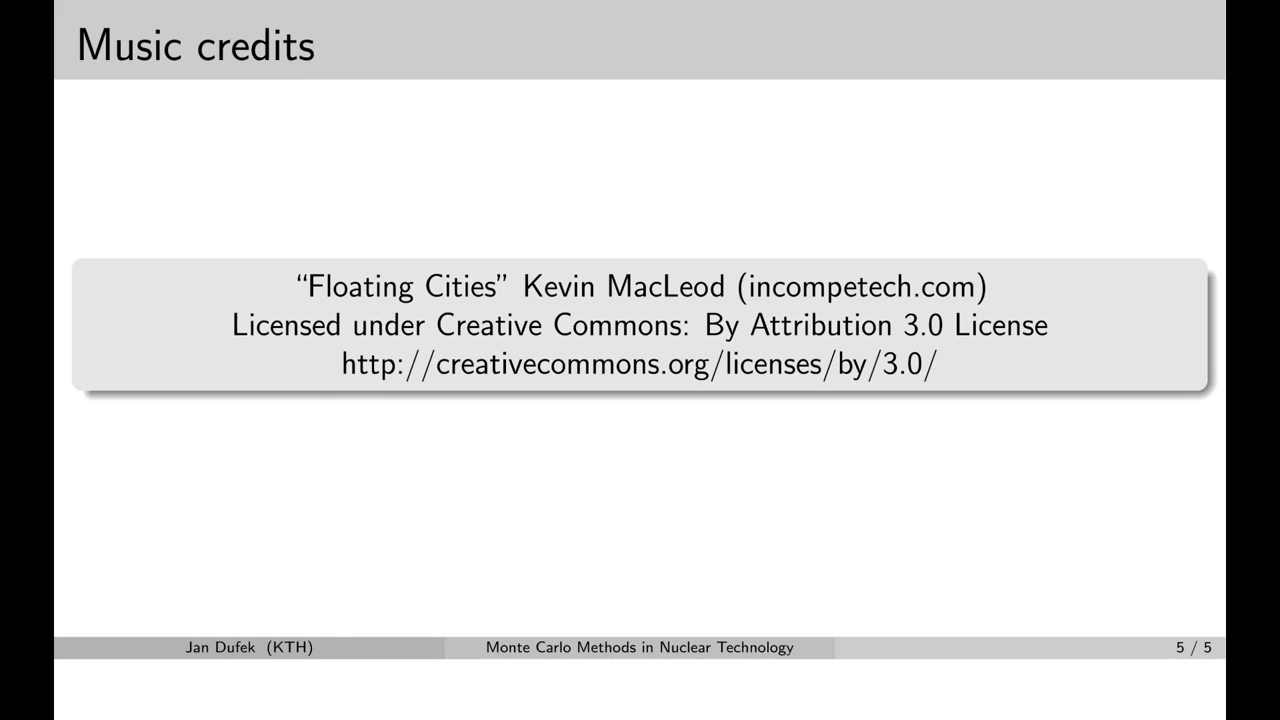 Music credits
“Floating Cities” Kevin MacLeod (incompetech.com)
Licensed under Creative Commons: By Attribution 3.0 License
http://creativecommons.org/licenses/by/3.0/
Jan Dufek (KTH) Monte Carlo Methods in Nuclear Technology 5 / 5